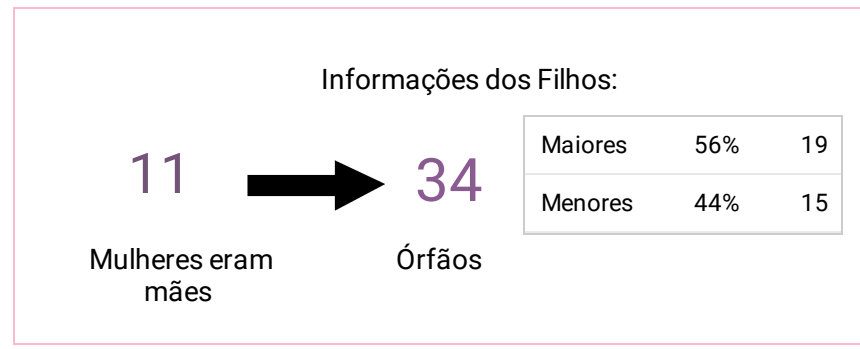 Informações dos Filhos:
11
34
Maiores 56% 19
Menores 44% 15
Mulheres eram
mães
Órfãos